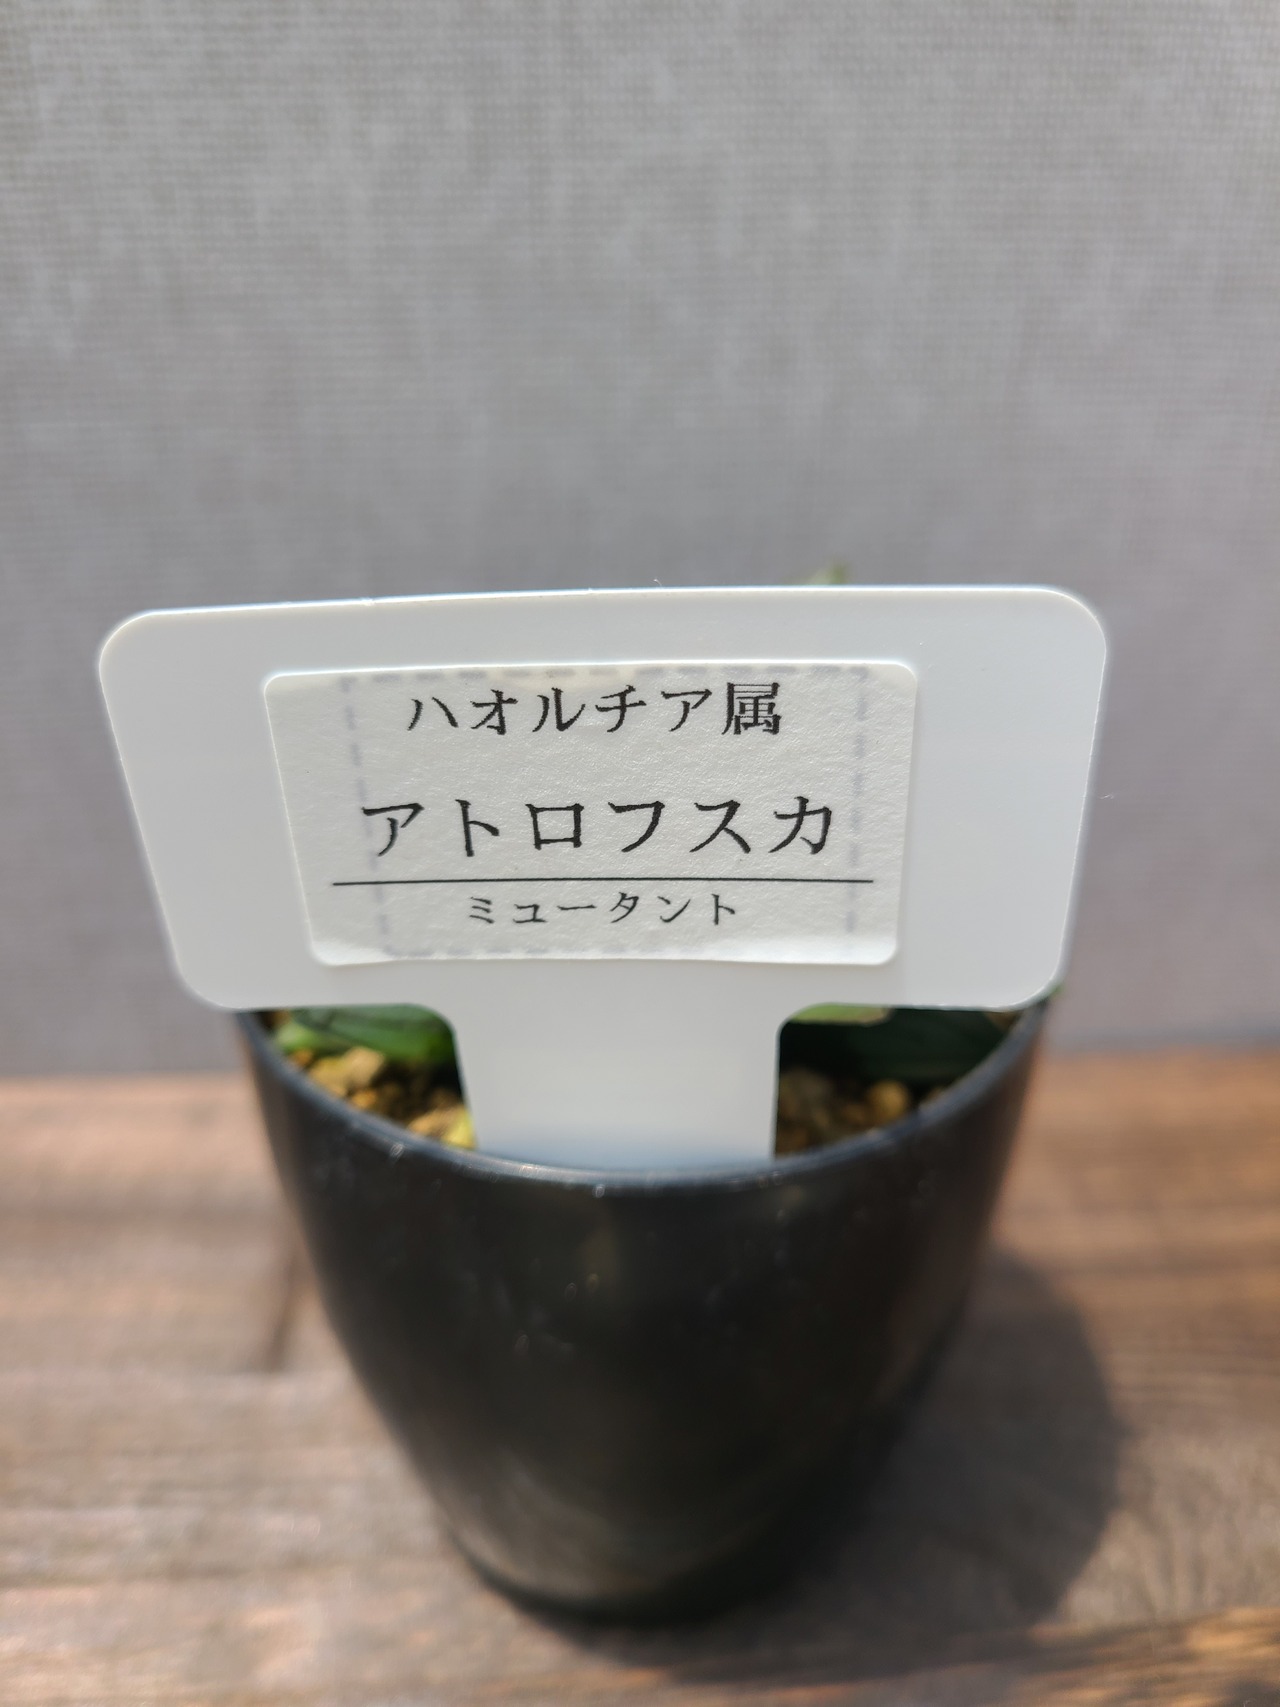 ハオルチア属
アトロフスカ
ミュータント